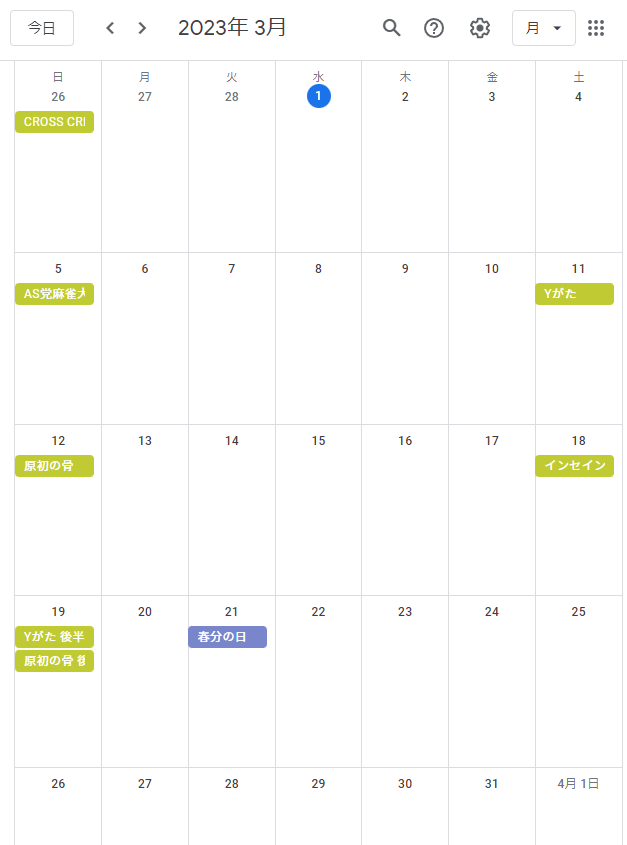 今日 2023年 3月 月
日 月 火 水 木 金 土
26 27 28 1 2 3 4
CROSS
5 6 7 8 9 10 11
AS党麻雀 Yがた
12 13 14 15 16 17 18
原初の骨 インセイン
19 20 21 22 23 24 25
Yがた 後半 春分の日
原初の骨
26 27 28 29 30 31 4月 1日